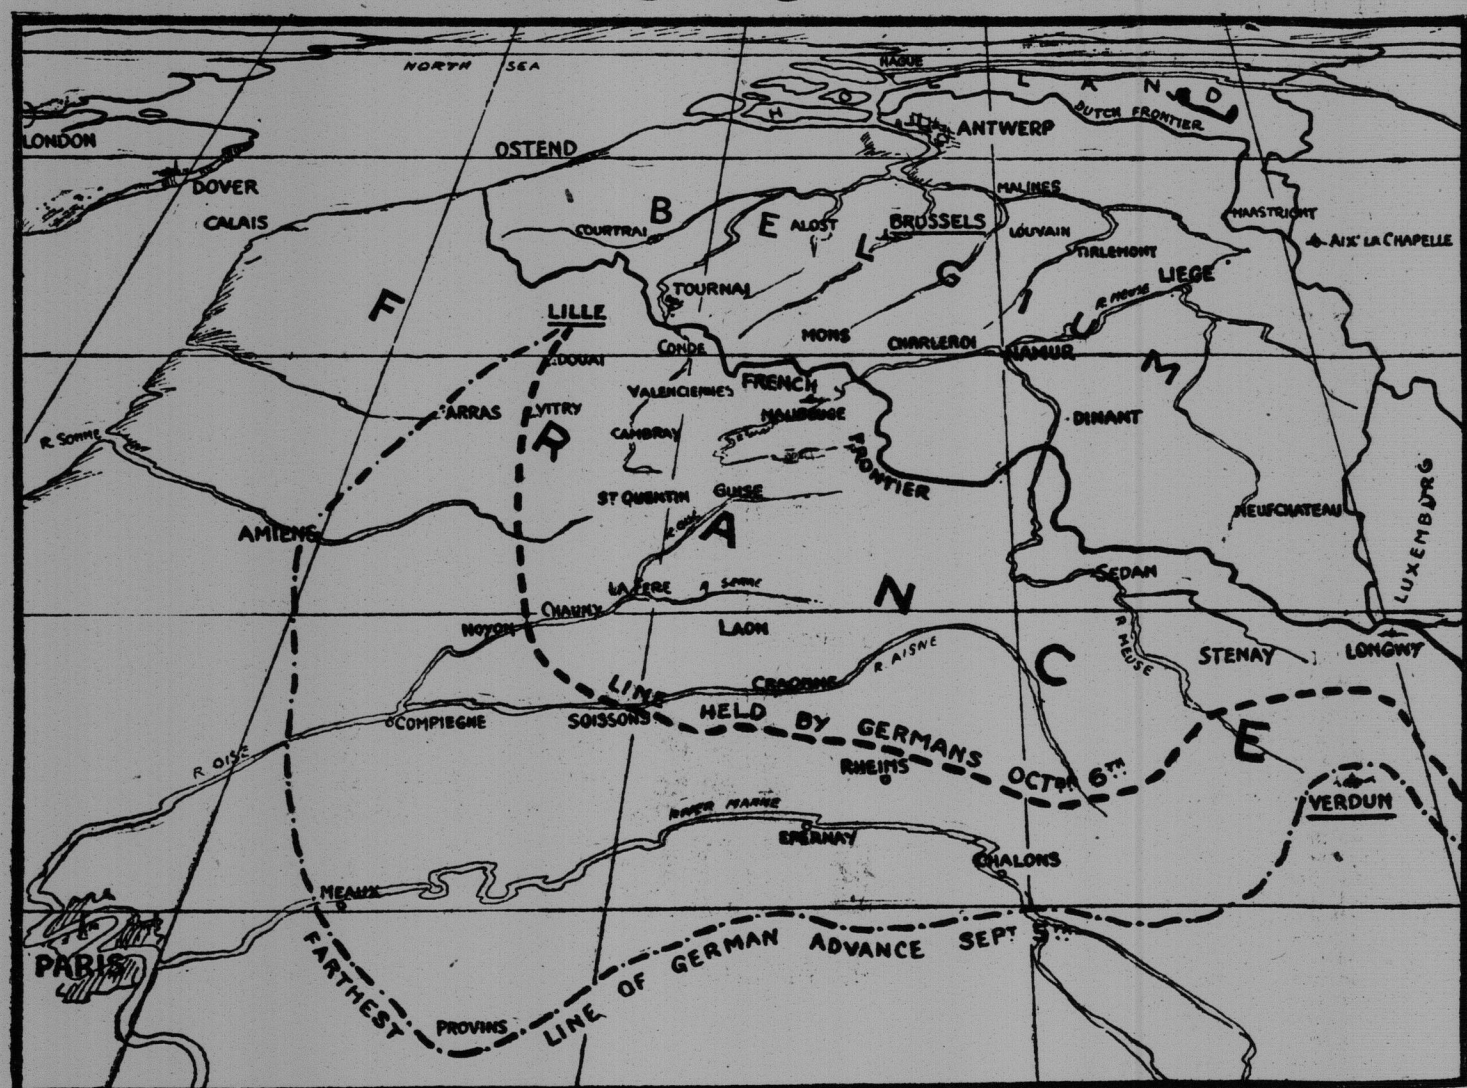 NORTH SEA
HAGUE
HOLLAND
DUTCH FRONTIER
LONDON
ANTWERP
OSTEND
DOVER
CALAIS
MALINES
MAASTRICHT
BELGIUM
COURTRAI
ALOST
BRUSSELS
LOUVAIN
AIX LA CHAPELLE
TIRLEMONT
LIEGE
TOURNAI
R MEUSE
LILLE
MONS
CHARLEROI
NAMUR
CONDE
DOUAI
FRANCE
VALENCIENNES
FRENCH
FRONTIER
MAUBEUGE
ARRAS
VITRY
DINANT
R. SOMME
CAMBRAY
ST QUENTIN
GUISE
R OISE
NEUFCHATEAU
LUXEMBURG
AMIENS
LA FERE
R SERRE
SEDAN
CHAUNY
NOYON
LAON
R MEUSE
STENAY
LONGWY
R. AISNE
CRAONNE
COMPIEGNE
SOISSONS
LINE HELD BY GERMANS OCTBR 6TH
R OISE
RHEIMS
VERDUN
RIVER MARNE
EPERNAY
CHALONS
MEAUX
PARIS
PROVINS
FARTHEST LINE OF GERMAN ADVANCE SEPT 5TH